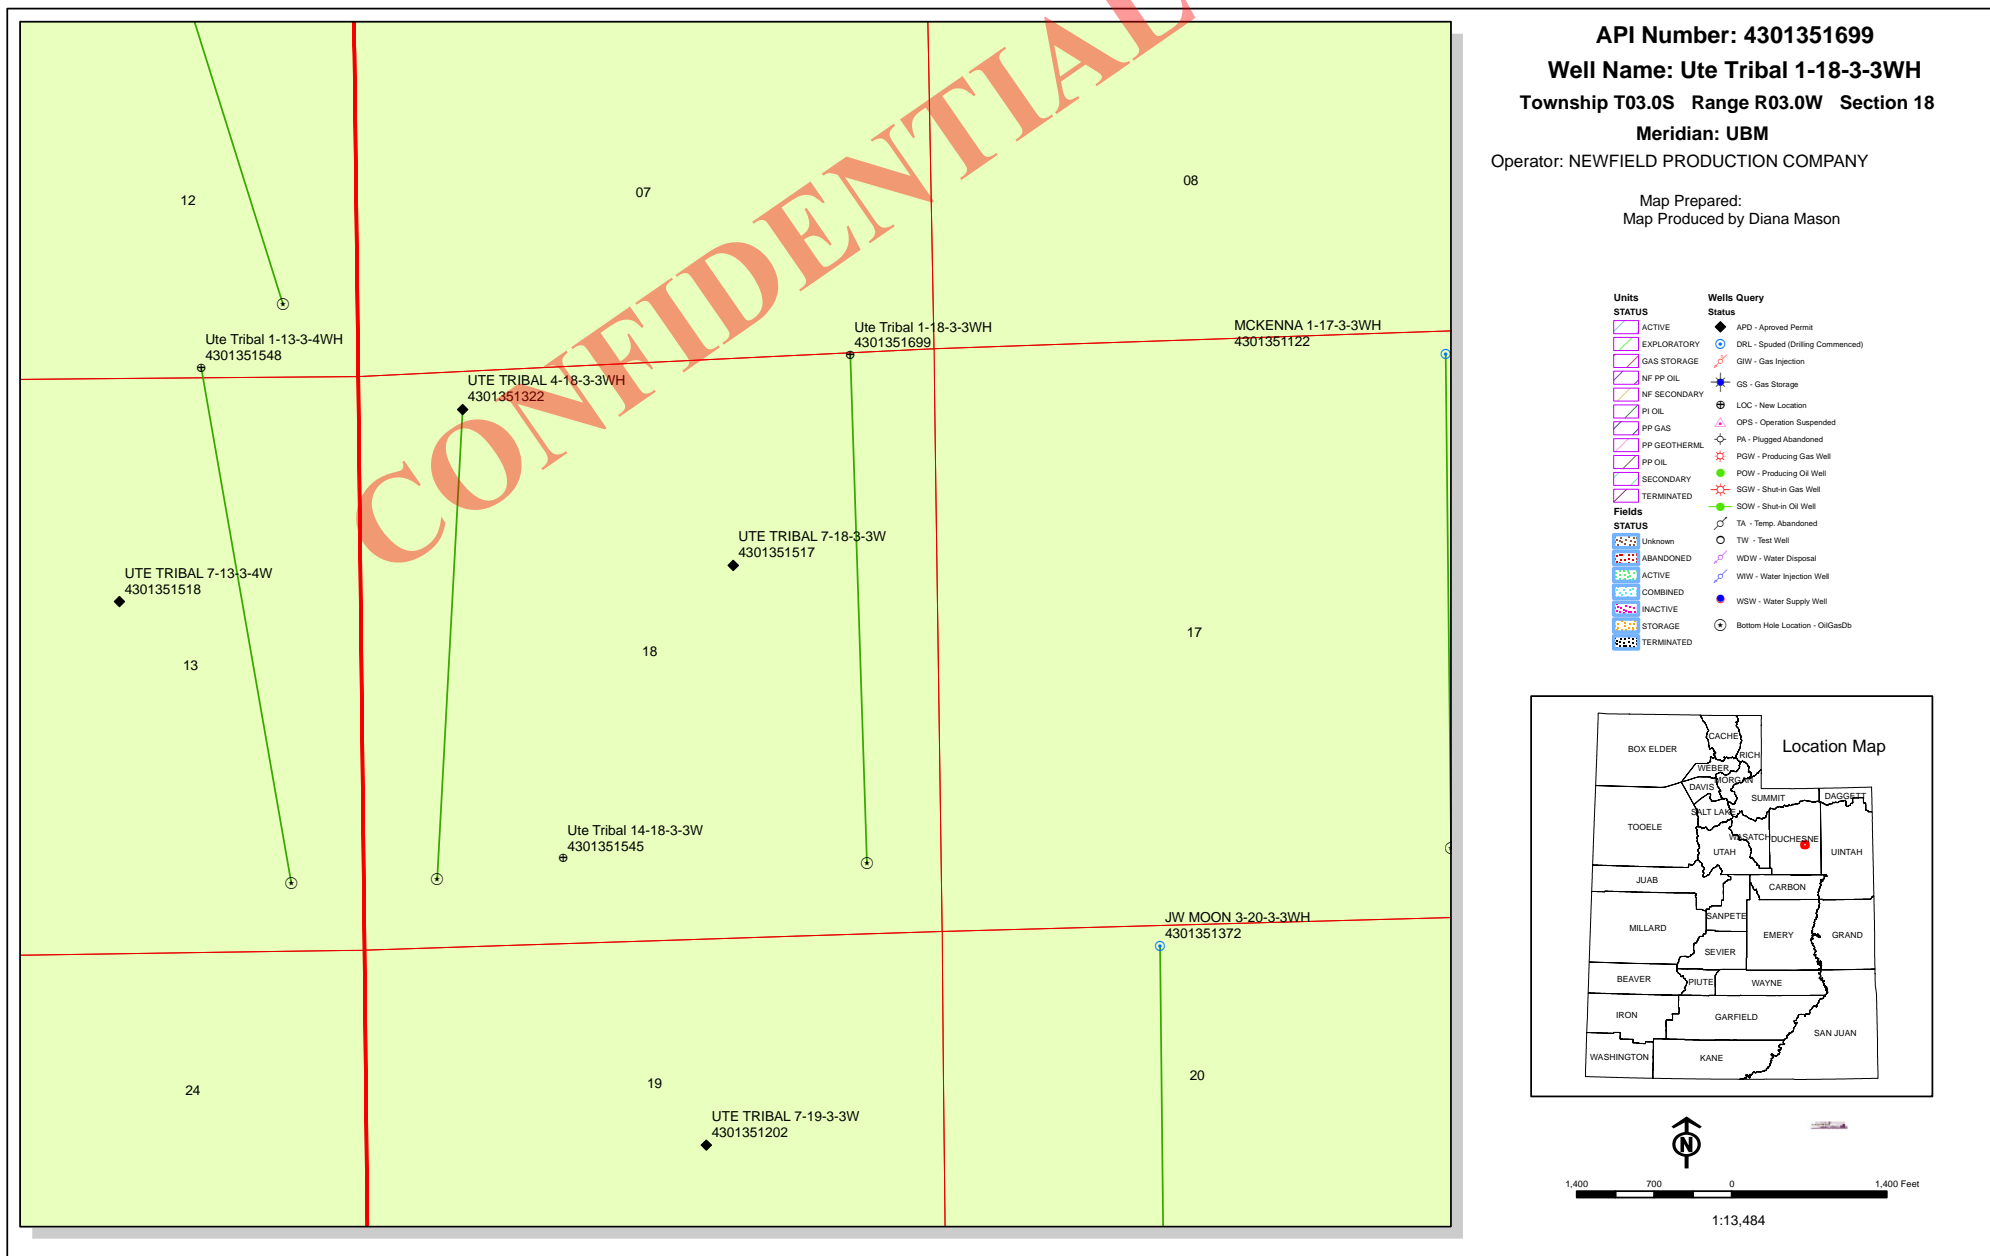 CONFIDENTIAL
12
07
08
Ute Tribal 1-13-3-4WH
4301351548
Ute Tribal 1-18-3-3WH
4301351699
MCKENNA 1-17-3-3WH
4301351122
UTE TRIBAL 4-18-3-3WH
4301351322
UTE TRIBAL 7-18-3-3W
4301351517
UTE TRIBAL 7-13-3-4W
4301351518
13
18
17
Ute Tribal 14-18-3-3W
4301351545
JW MOON 3-20-3-3WH
4301351372
24
19
20
UTE TRIBAL 7-19-3-3W
4301351202
API Number: 4301351699
Well Name: Ute Tribal 1-18-3-3WH
Township T03.0S Range R03.0W Section 18
Meridian: UBM
Operator: NEWFIELD PRODUCTION COMPANY
Map Prepared:
Map Produced by Diana Mason
Units
STATUS
ACTIVE
EXPLORATORY
GAS STORAGE
NF PP OIL
NF SECONDARY
PI OIL
PP GAS
PP GEOTHERML
PP OIL
SECONDARY
TERMINATED
Fields
STATUS
Unknown
ABANDONED
ACTIVE
COMBINED
INACTIVE
STORAGE
TERMINATED
Wells Query
Status
APD - Aproved Permit
DRL - Spuded (Drilling Commenced)
GIW - Gas Injection
GS - Gas Storage
LOC - New Location
OPS - Operation Suspended
PA - Plugged Abandoned
PGW - Producing Gas Well
POW - Producing Oil Well
SGW - Shut-in Gas Well
SOW - Shut-in Oil Well
TA - Temp. Abandoned
TW - Test Well
WDW - Water Disposal
WIW - Water Injection Well
WSW - Water Supply Well
Bottom Hole Location - OilGasDb
Location Map
BOX ELDER
CACHE
RICH
WEBER
MORGAN
DAVIS
SUMMIT
DAGGETT
SALT LAKE
TOOELE
WASATCH
DUCHESNE
UTAH
UINTAH
JUAB
CARBON
SANPETE
MILLARD
EMERY
GRAND
SEVIER
BEAVER
PIUTE
WAYNE
IRON
GARFIELD
SAN JUAN
WASHINGTON
KANE
N
1,400 700 0 1,400 Feet
1:13,484